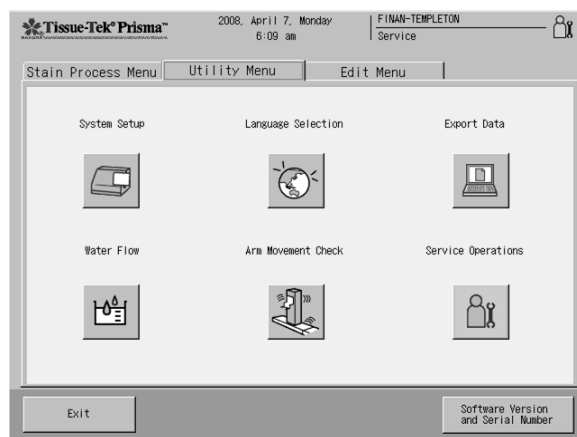 Tissue-Tek® Prisma™
2008, April 7, Monday
6:09 am
FINAN-TEMPLETON
Service
Stain Process Menu
Utility Menu
Edit Menu
System Setup
Language Selection
Export Data
Water Flow
Arm Movement Check
Service Operations
Exit
Software Version
and Serial Number